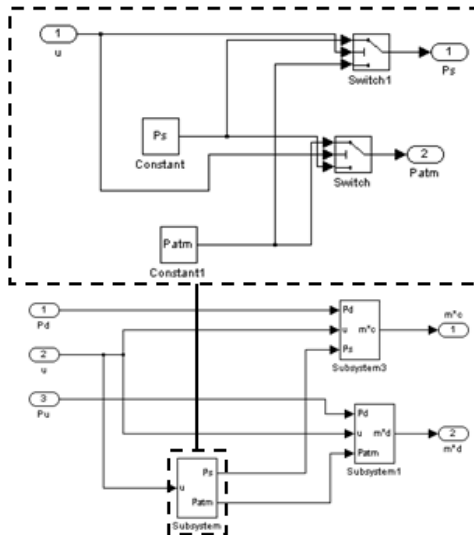 1
u
1
Ps
Switch1
Ps
Constant
2
Patm
Switch
Patm
Constant1
1
Pd
Pd
u
m*c
Ps
Subsystem3
m*c
1
2
u
3
Pu
Pd
u
m*d
Patm
Subsystem1
2
m*d
u
Ps
Patm
Subsystem